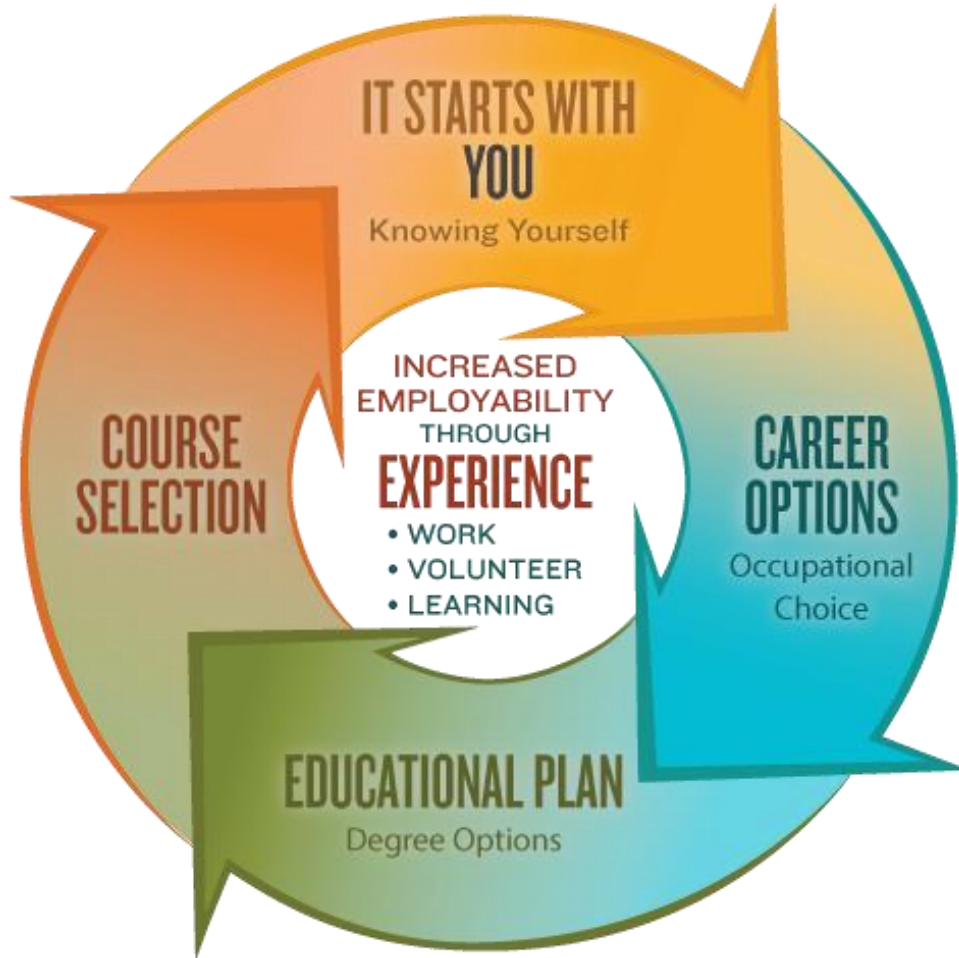 IT STARTS WITH
YOU
Knowing Yourself
CAREER
OPTIONS
Occupational
Choice
EDUCATIONAL PLAN
Degree Options
COURSE
SELECTION
INCREASED
EMPLOYABILITY
THROUGH
EXPERIENCE
• WORK
• VOLUNTEER
• LEARNING